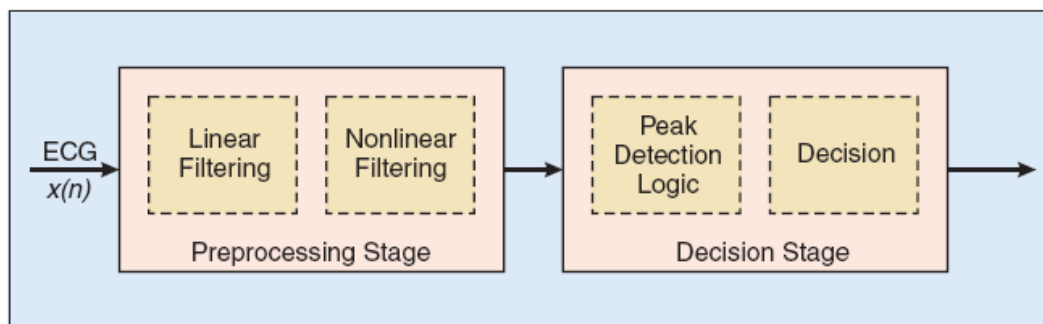 ECG
x(n)
Linear
Filtering
Nonlinear
Filtering
Preprocessing Stage
Peak
Detection
Logic
Decision
Decision Stage